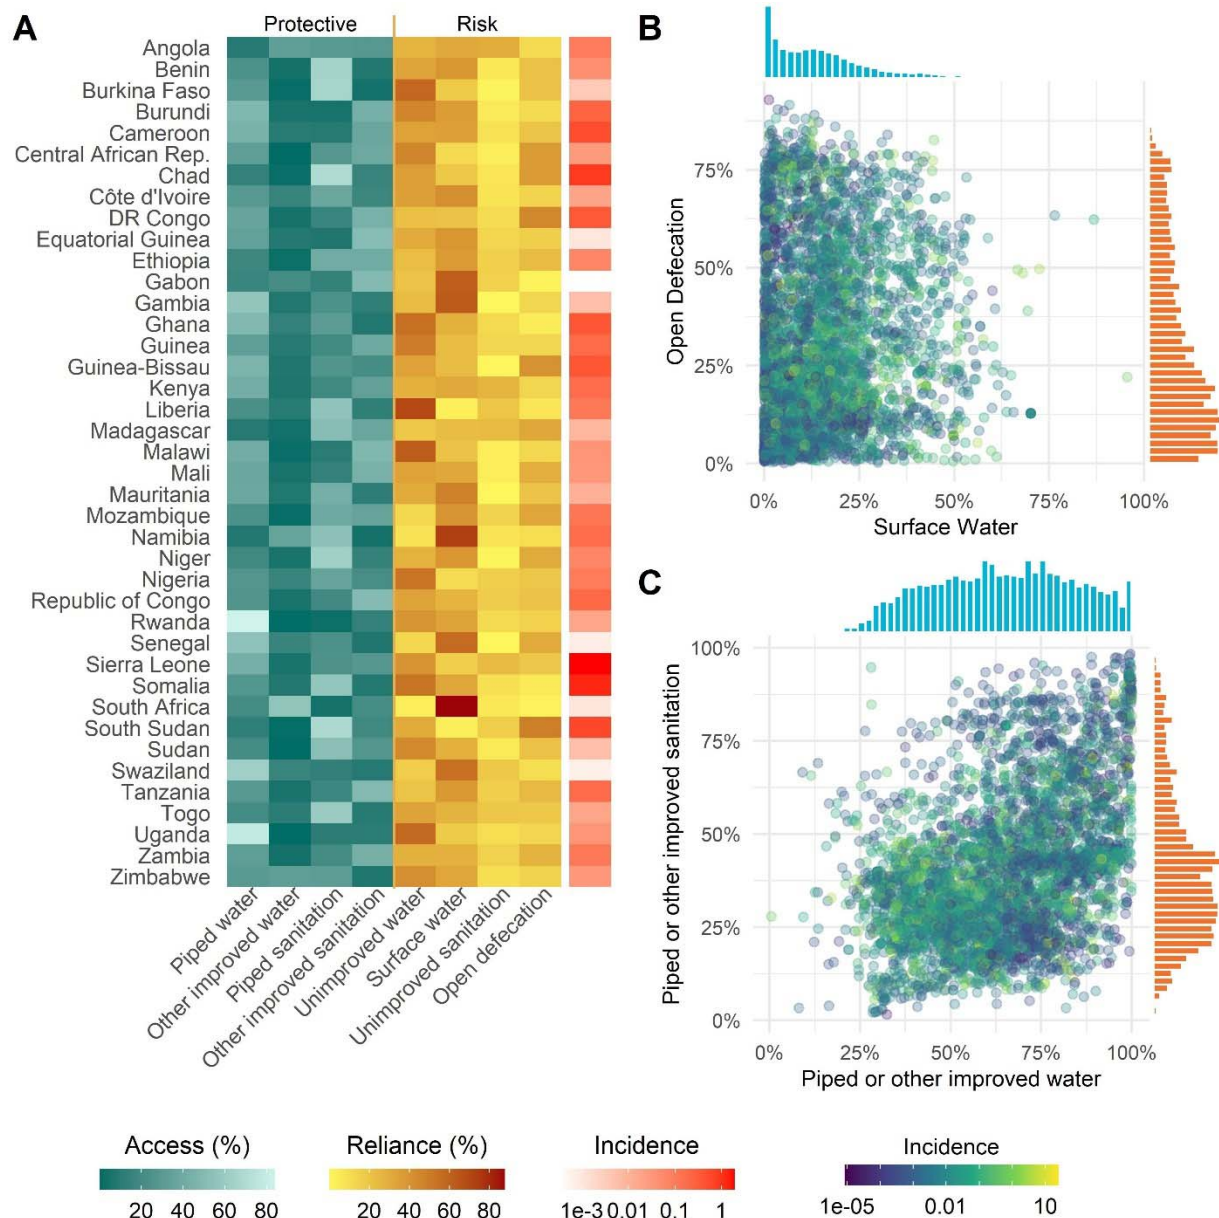 A
Protective Risk
Angola
Benin
Burkina Faso
Burundi
Cameroon
Central African Rep.
Chad
Côte d'Ivoire
DR Congo
Equatorial Guinea
Ethiopia
Gabon
Gambia
Ghana
Guinea
Guinea-Bissau
Kenya
Liberia
Madagascar
Malawi
Mali
Mauritania
Mozambique
Namibia
Niger
Nigeria
Republic of Congo
Rwanda
Senegal
Sierra Leone
Somalia
South Africa
South Sudan
Sudan
Swaziland
Tanzania
Togo
Uganda
Zambia
Zimbabwe
Piped water
Other improved water
Piped sanitation
Other improved sanitation
Unimproved water
Surface water
Unimproved sanitation
Open defecation
B
Open Defecation
75%
50%
25%
0%
0% 25% 50% 75% 100%
Surface Water
C
Piped or other improved sanitation
100%
75%
50%
25%
0%
0% 25% 50% 75% 100%
Piped or other improved water
Access (%)
20 40 60 80
Reliance (%)
20 40 60 80
Incidence
1e-3 0.01 0.1 1
Incidence
1e-05 0.01 10